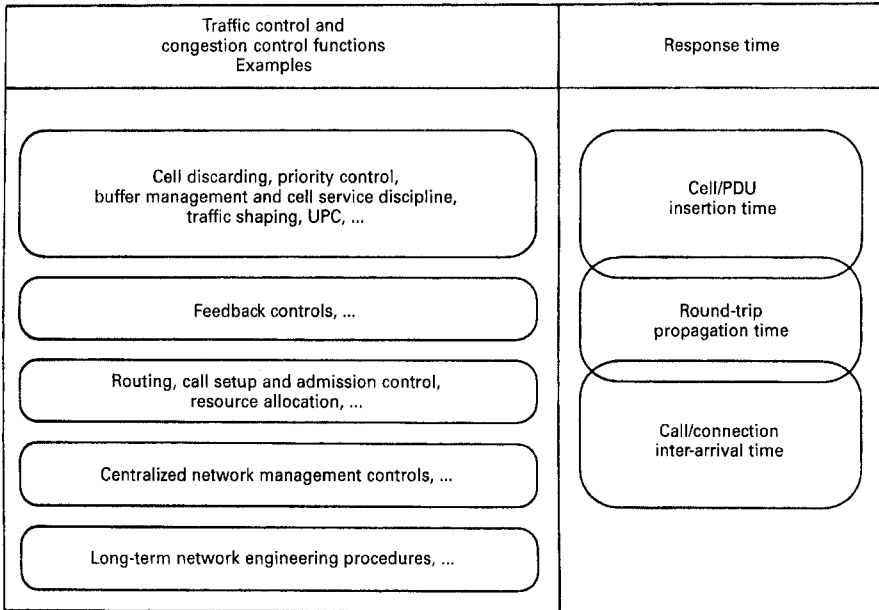 Traffic control and
congestion control functions
Examples
Response time
Cell discarding, priority control,
buffer management and cell service discipline,
traffic shaping, UPC, ...
Cell/PDU
insertion time
Feedback controls, ...
Round-trip
propagation time
Routing, call setup and admission control,
resource allocation, ...
Call/connection
inter-arrival time
Centralized network management controls, ...
Long-term network engineering procedures, ...